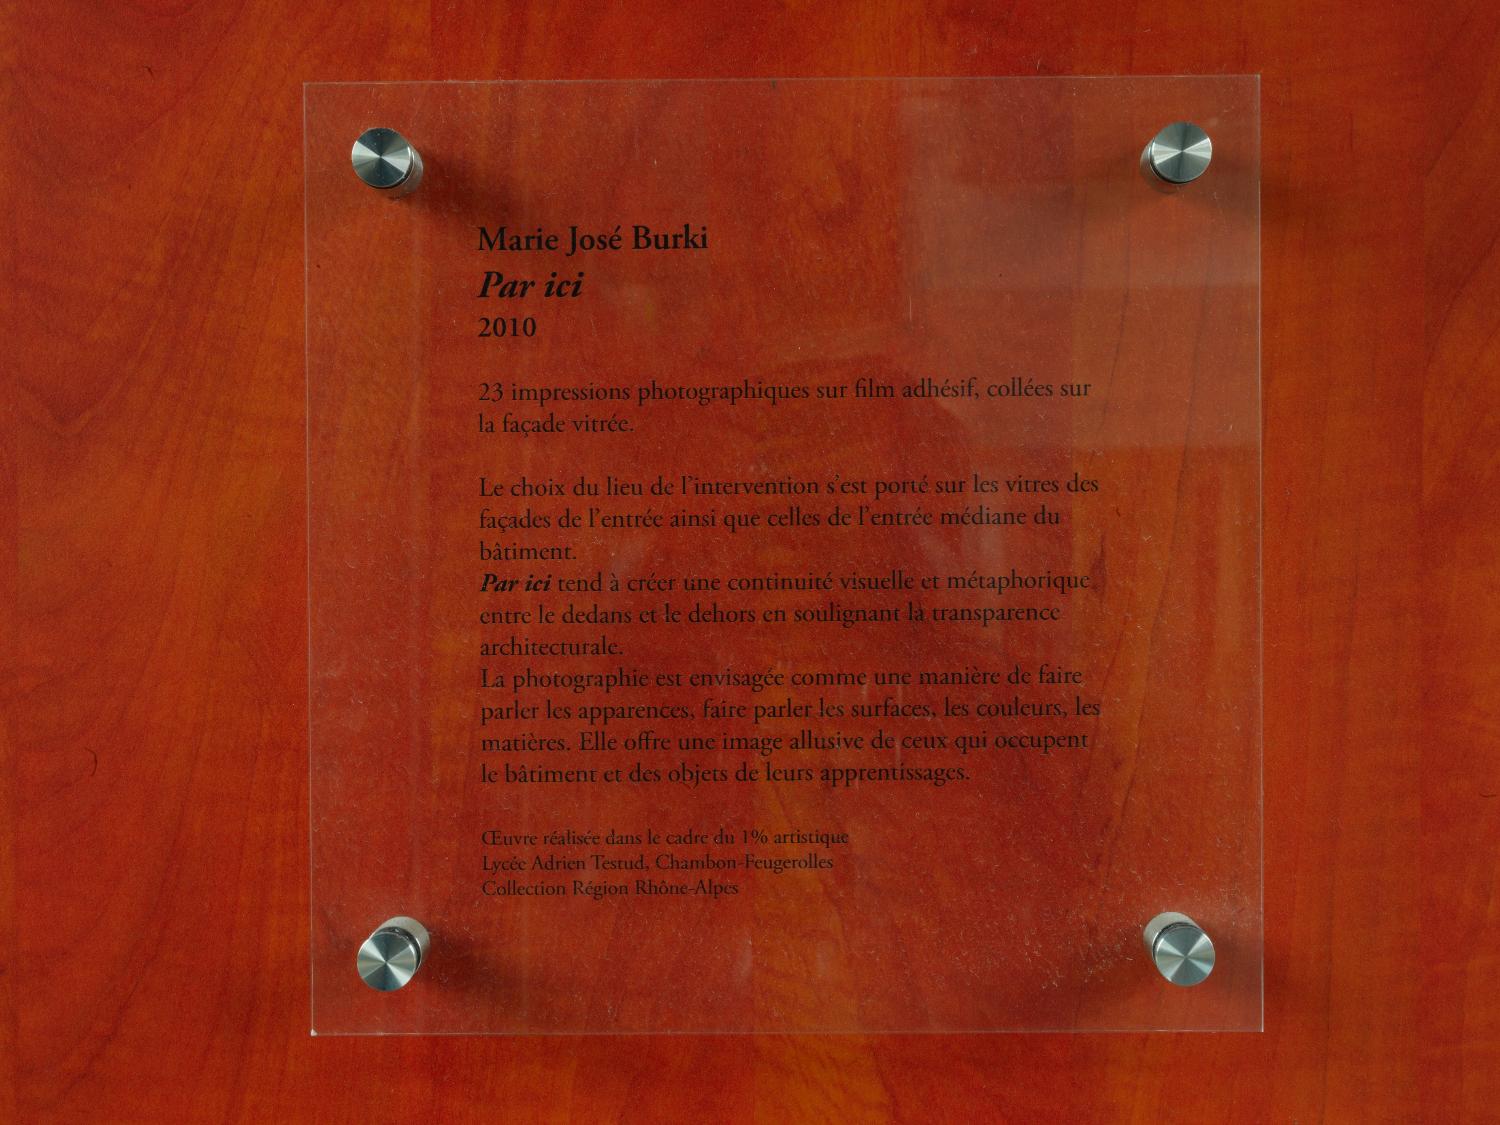 Marie José Burki
Par ici
2010
23 impressions photographiques sur film adhésif, collées sur
la façade vitrée.
Le choix du lieu de l’intervention s’est porté sur les vitres des
façades de l’entrée ainsi que celles de l’entrée médiane du
bâtiment.
Par ici tend à créer une continuité visuelle et métaphorique
entre le dedans et le dehors en soulignant la transparence
architecturale.
La photographie est envisagée comme une manière de faire
parler les apparences, faire parler les surfaces, les couleurs, les
matières. Elle offre une image allusive de ceux qui occupent
le bâtiment et des objets de leurs apprentissages.
Œuvre réalisée dans le cadre du 1% artistique
Lycée Adrien Testud, Chambon-Feugerolles
Collection Région Rhône-Alpes